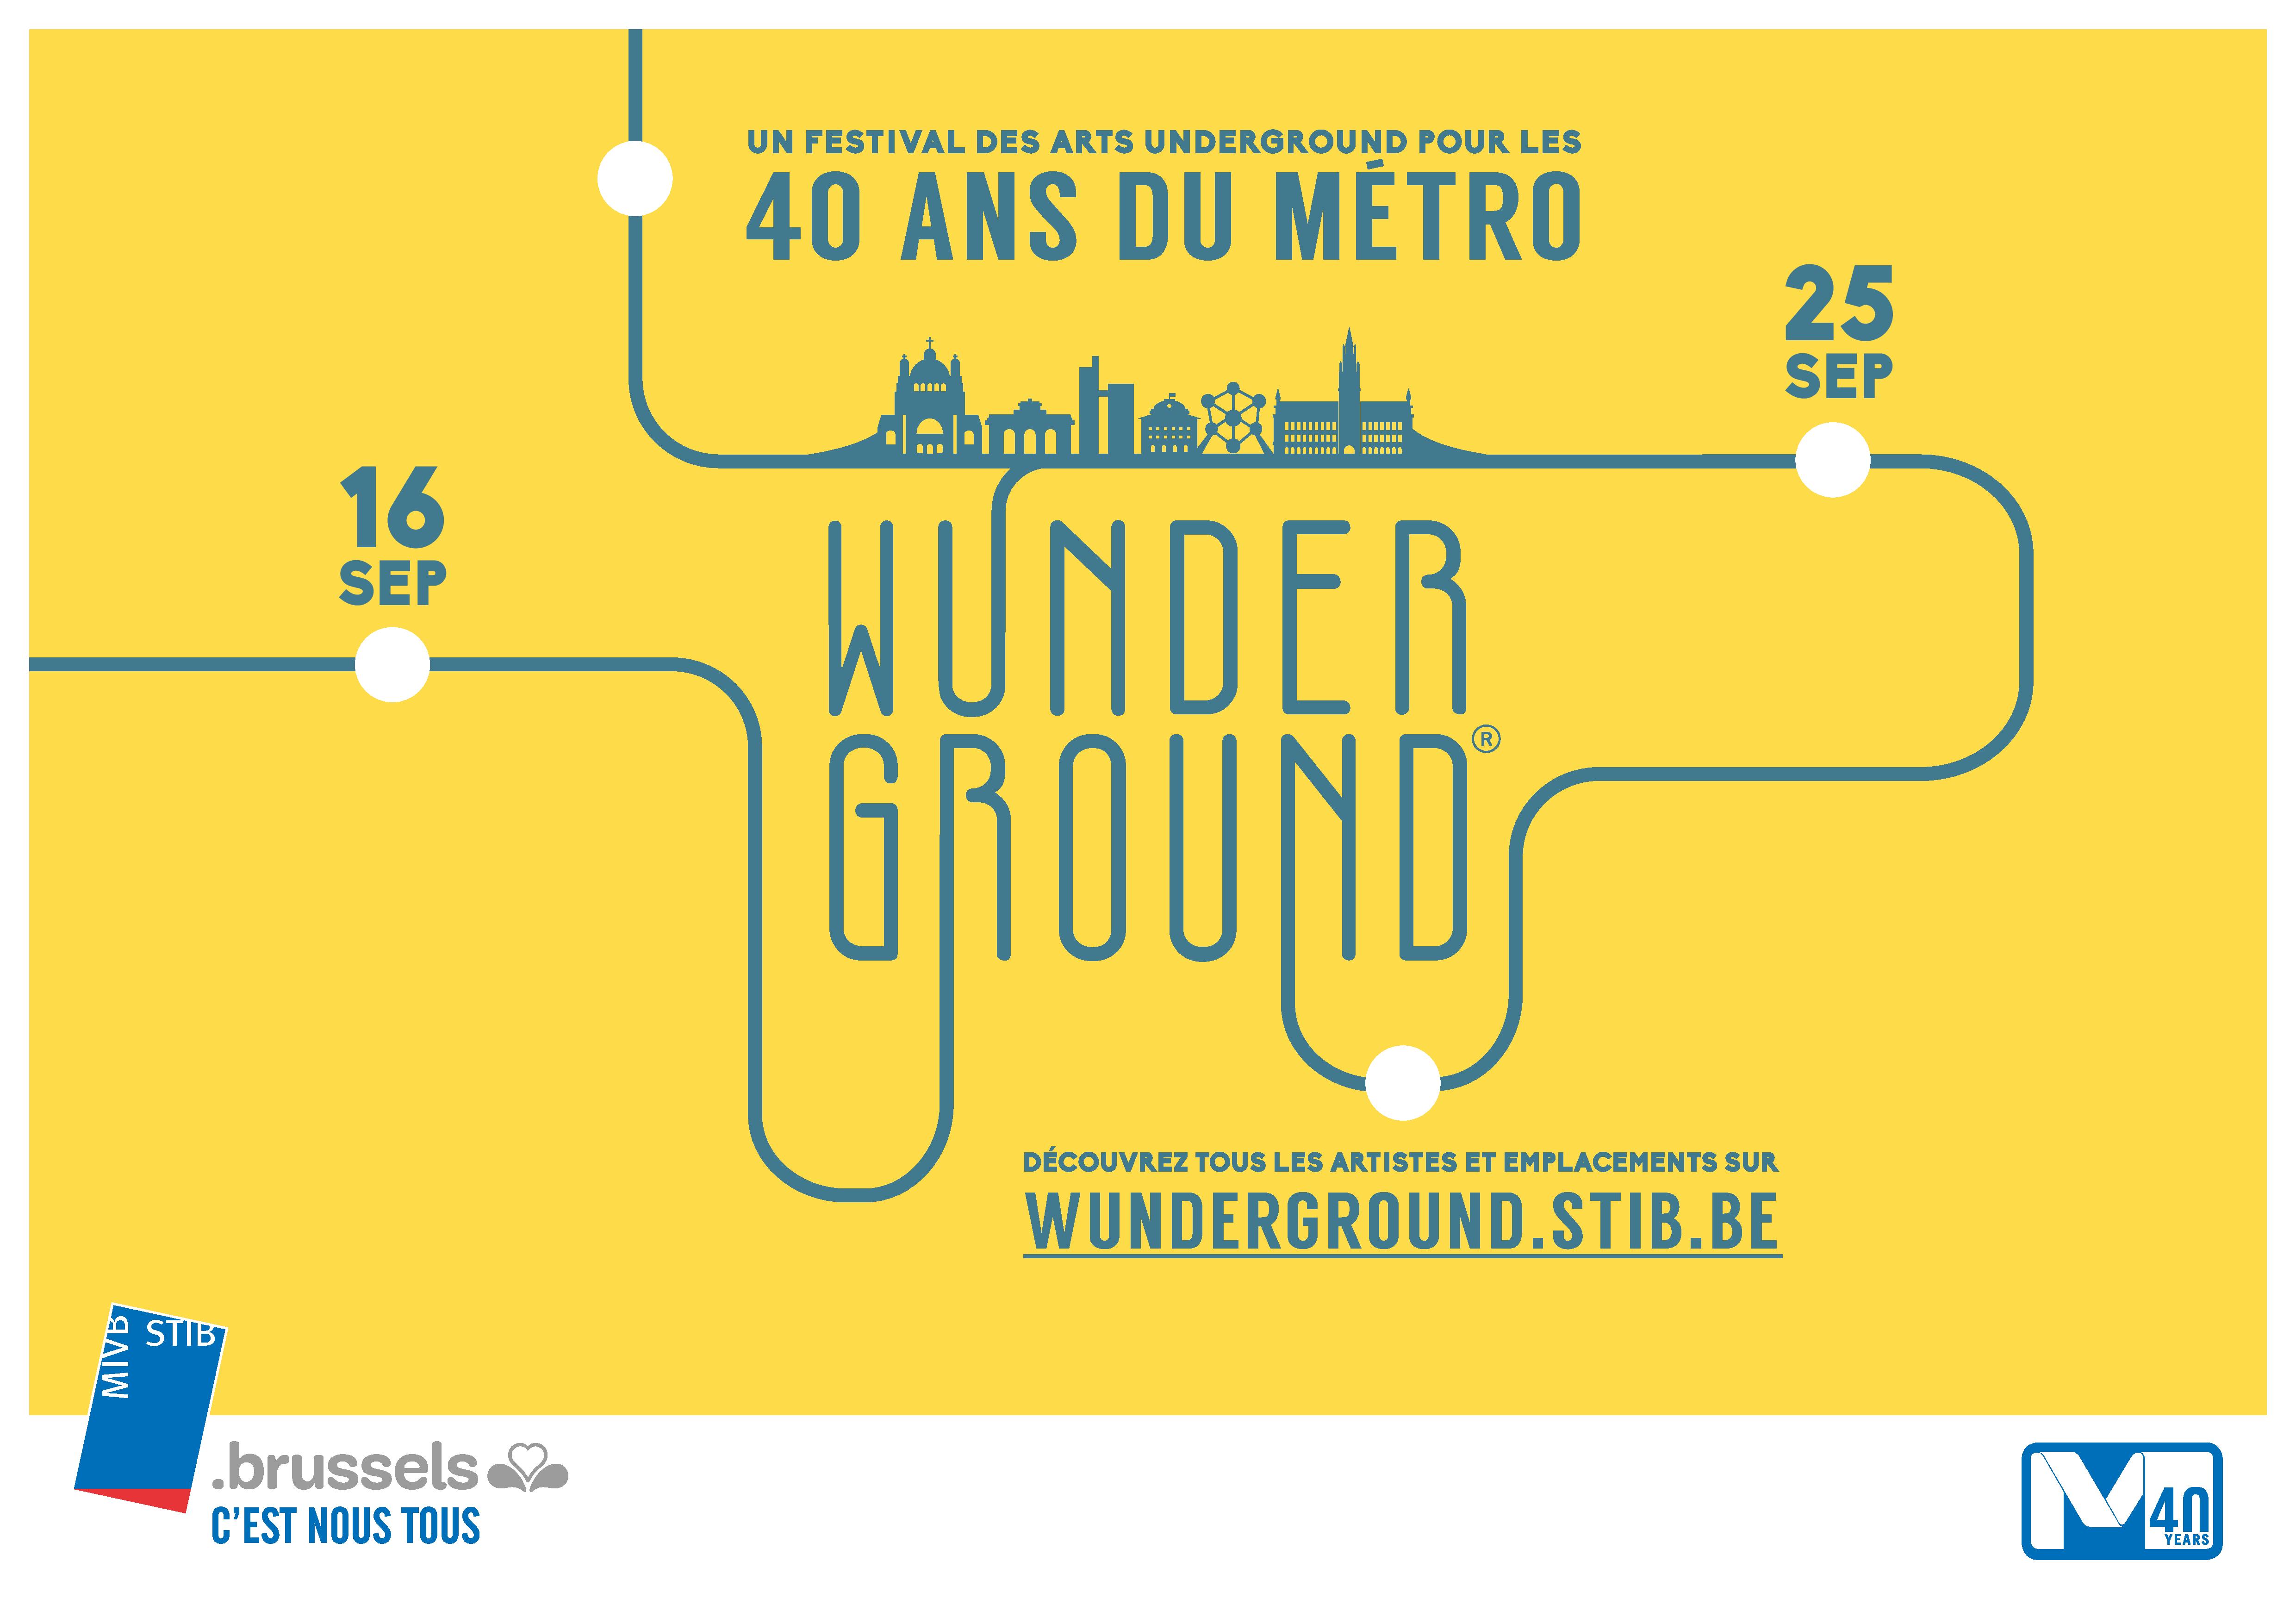 UN FESTIVAL DES ARTS UNDERGROUND POUR LES
40 ANS DU MÉTRO
25
SEP
16
SEP
WUNDER
GROUND®
DÉCOUVREZ TOUS LES ARTISTES ET EMPLACEMENTS SUR
WUNDERGROUND.STIB.BE
MIVB
STIB
.brussels
C'EST NOUS TOUS
M
40
YEARS